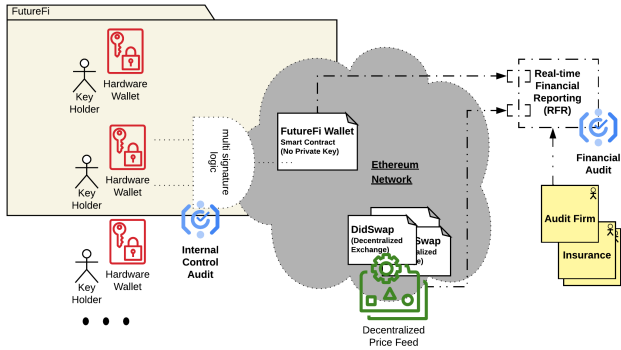 FutureFi
Key
Holder
Hardware
Wallet
Key
Holder
Hardware
Wallet
Key
Holder
Hardware
Wallet
multi signature
logic
Internal
Control
Audit
FutureFi Wallet
Smart Contract
(No Private Key)
. . .
Ethereum
Network
DidSwap
(Decentralized
Exchange)
Swap
alized
e)
Decentralized
Price Feed
Real-time
Financial
Reporting
(RFR)
Financial
Audit
Audit Firm
Insurance